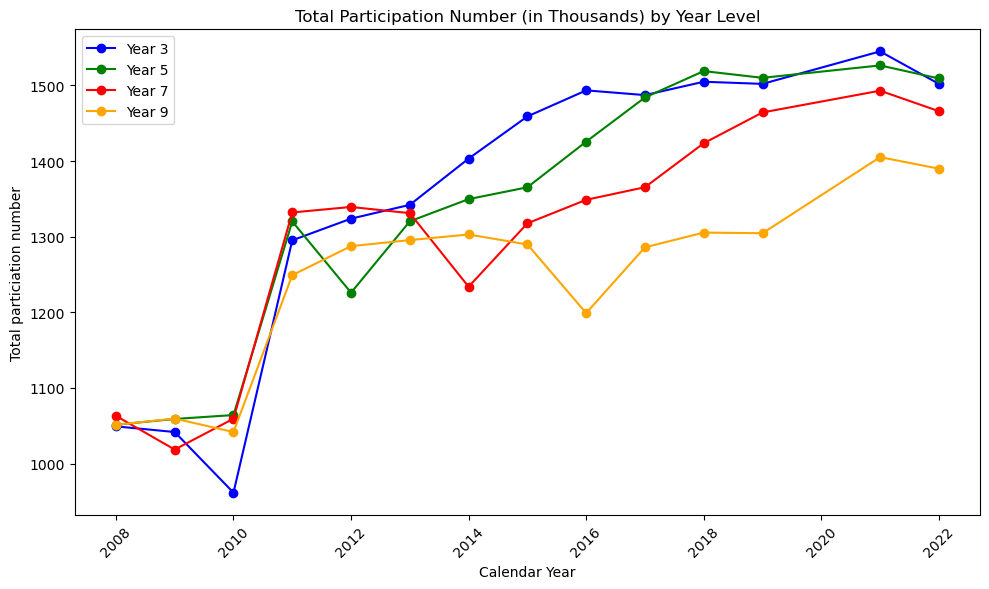 Total Participation Number (in Thousands) by Year Level
Year 3
Year 5
Year 7
Year 9
Total participation number
1500
1400
1300
1200
1100
1000
2008
2010
2012
2014
2016
2018
2020
2022
Calendar Year